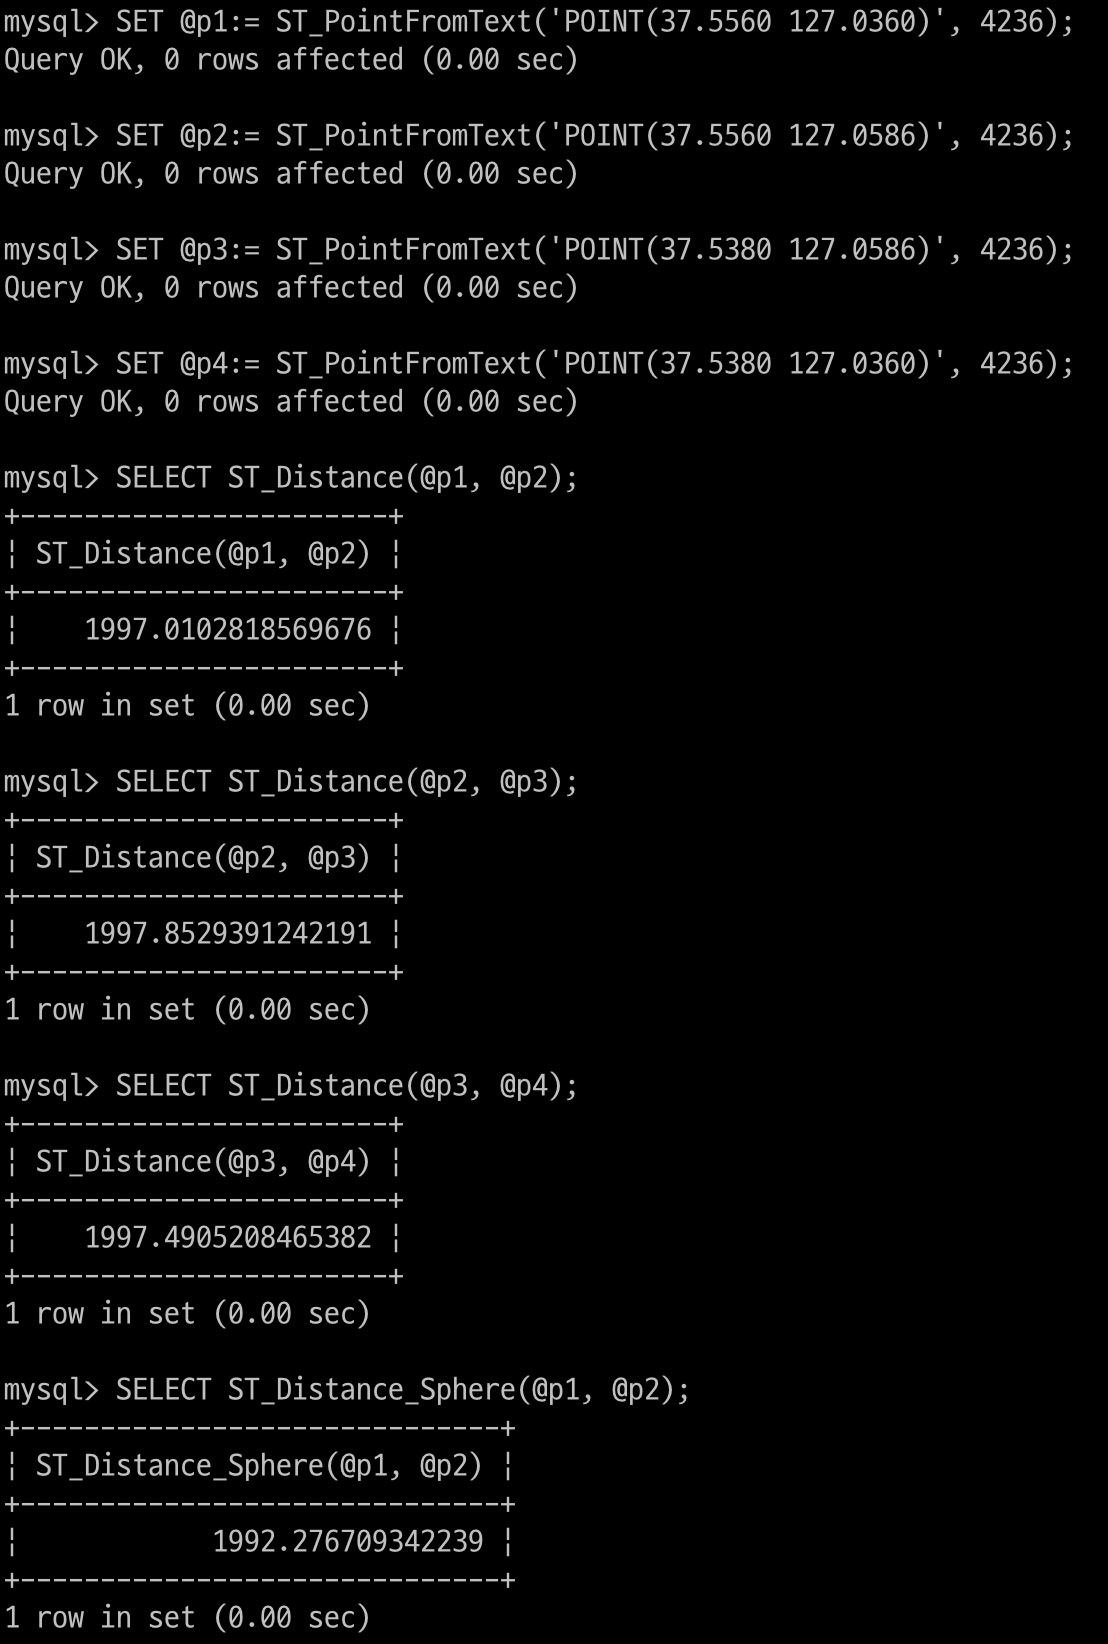 mysql> SET @p1:= ST_PointFromText('POINT(37.5560 127.0360)', 4236);
Query OK, 0 rows affected (0.00 sec)
mysql> SET @p2:= ST_PointFromText('POINT(37.5560 127.0586)', 4236);
Query OK, 0 rows affected (0.00 sec)
mysql> SET @p3:= ST_PointFromText('POINT(37.5380 127.0586)', 4236);
Query OK, 0 rows affected (0.00 sec)
mysql> SET @p4:= ST_PointFromText('POINT(37.5380 127.0360)', 4236);
Query OK, 0 rows affected (0.00 sec)
mysql> SELECT ST_Distance(@p1, @p2);
+-----------------------+
¦ ST_Distance(@p1, @p2) ¦
+-----------------------+
¦    1997.0102818569676 ¦
+-----------------------+
1 row in set (0.00 sec)
mysql> SELECT ST_Distance(@p2, @p3);
+-----------------------+
¦ ST_Distance(@p2, @p3) ¦
+-----------------------+
¦    1997.8529391242191 ¦
+-----------------------+
1 row in set (0.00 sec)
mysql> SELECT ST_Distance(@p3, @p4);
+-----------------------+
¦ ST_Distance(@p3, @p4) ¦
+-----------------------+
¦    1997.4905208465382 ¦
+-----------------------+
1 row in set (0.00 sec)
mysql> SELECT ST_Distance_Sphere(@p1, @p2);
+------------------------------+
¦ ST_Distance_Sphere(@p1, @p2) ¦
+------------------------------+
¦            1992.276709342239 ¦
+------------------------------+
1 row in set (0.00 sec)